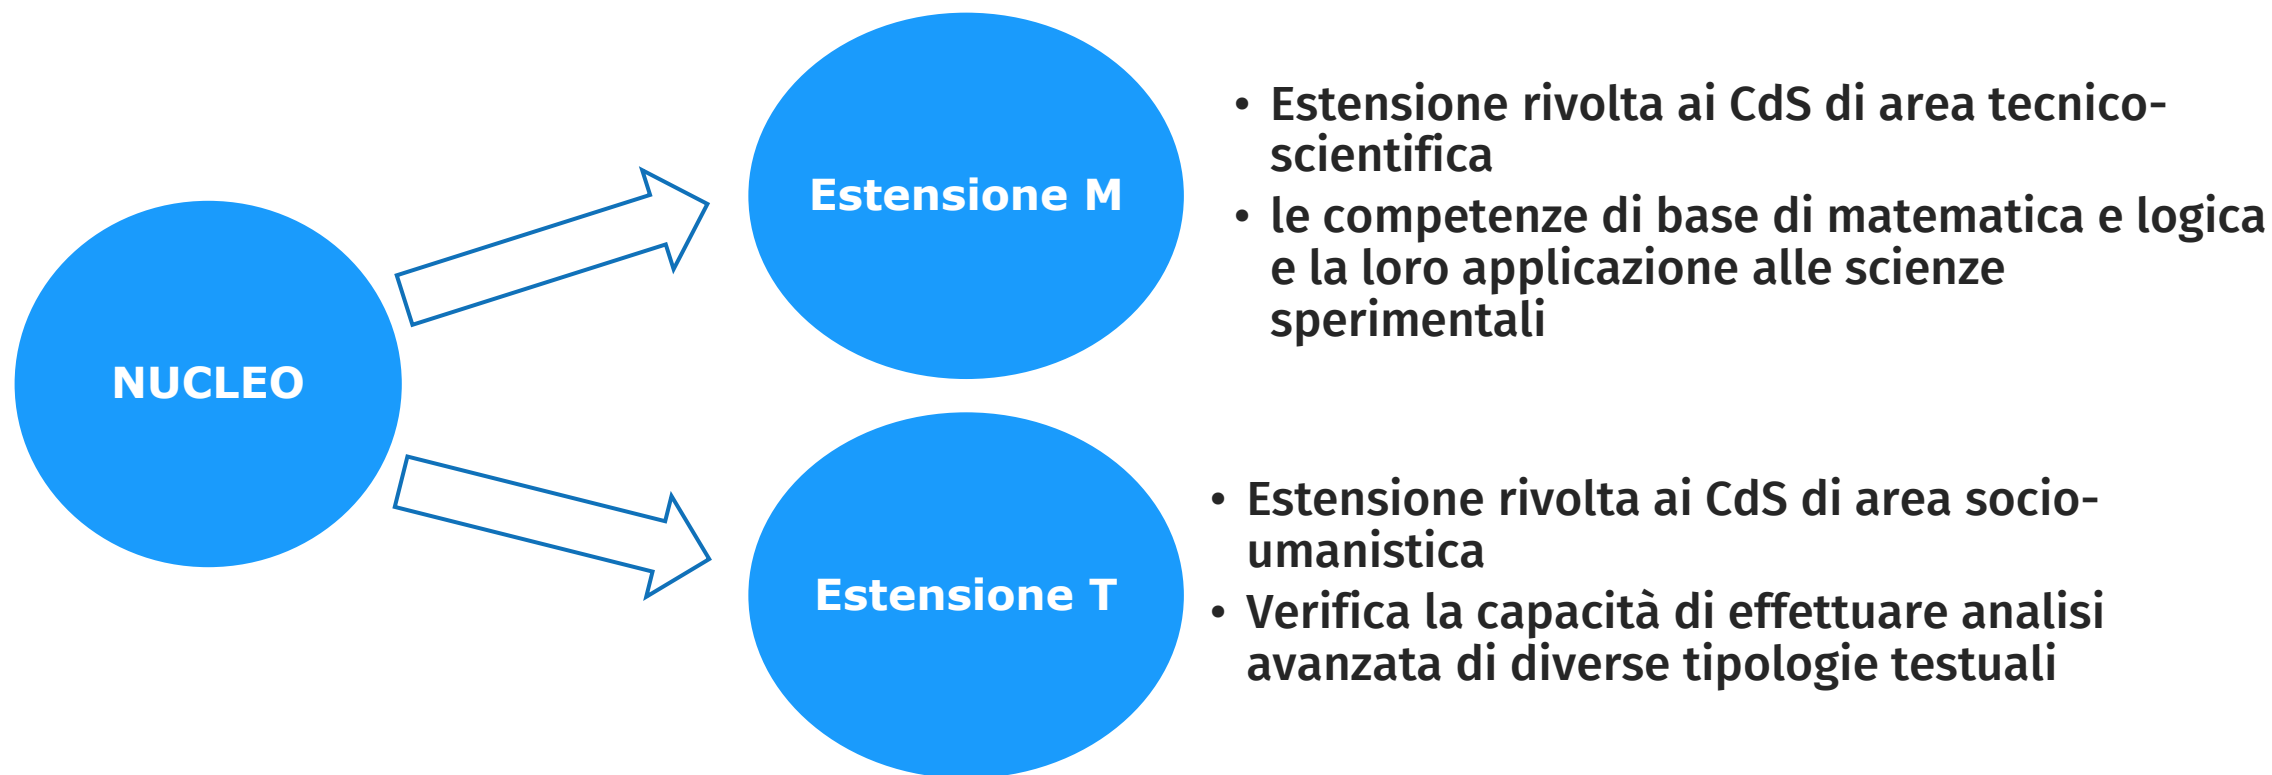 NUCLEO
Estensione M
• Estensione rivolta ai CdS di area tecnico-
scientifica
• le competenze di base di matematica e logica
e la loro applicazione alle scienze
sperimentali
Estensione T
• Estensione rivolta ai CdS di area socio-
umanistica
• Verifica la capacità di effettuare analisi
avanzata di diverse tipologie testuali